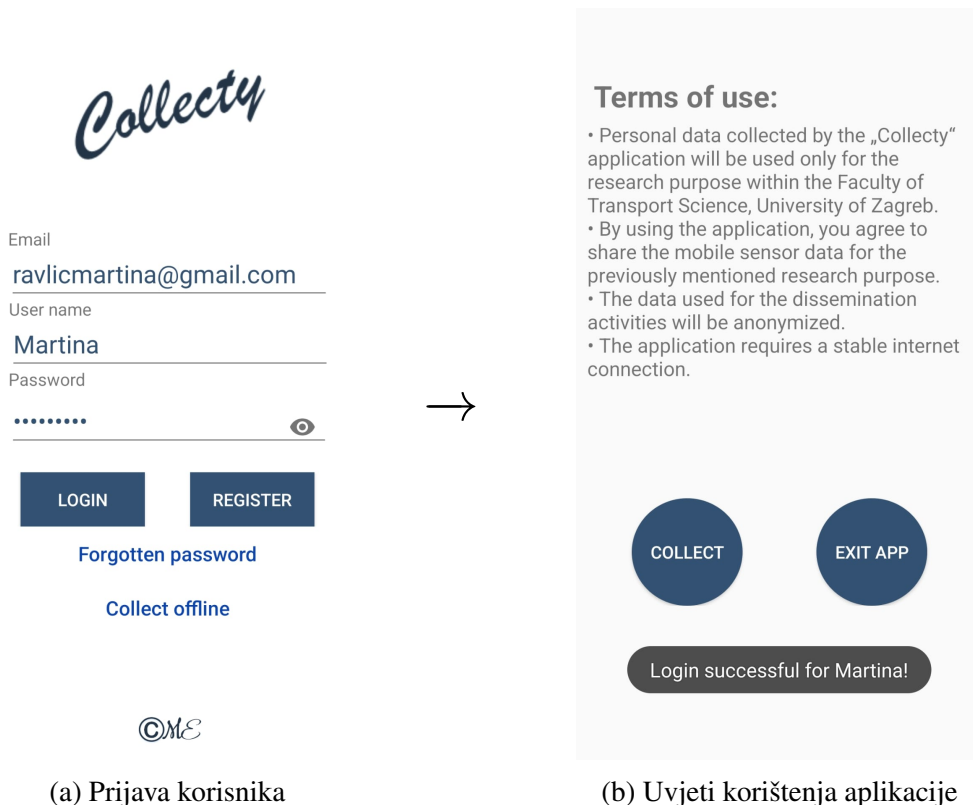 Collecty
Email
ravlicmartina@gmail.com
User name
Martina
Password
•••••••••
LOGIN
REGISTER
Forgotten password
Collect offline
©ME
(a) Prijava korisnika
→
Terms of use:
• Personal data collected by the „Collecty“
application will be used only for the
research purpose within the Faculty of
Transport Science, University of Zagreb.
• By using the application, you agree to
share the mobile sensor data for the
previously mentioned research purpose.
• The data used for the dissemination
activities will be anonymized.
• The application requires a stable internet
connection.
COLLECT
EXIT APP
Login successful for Martina!
(b) Uvjeti korištenja aplikacije